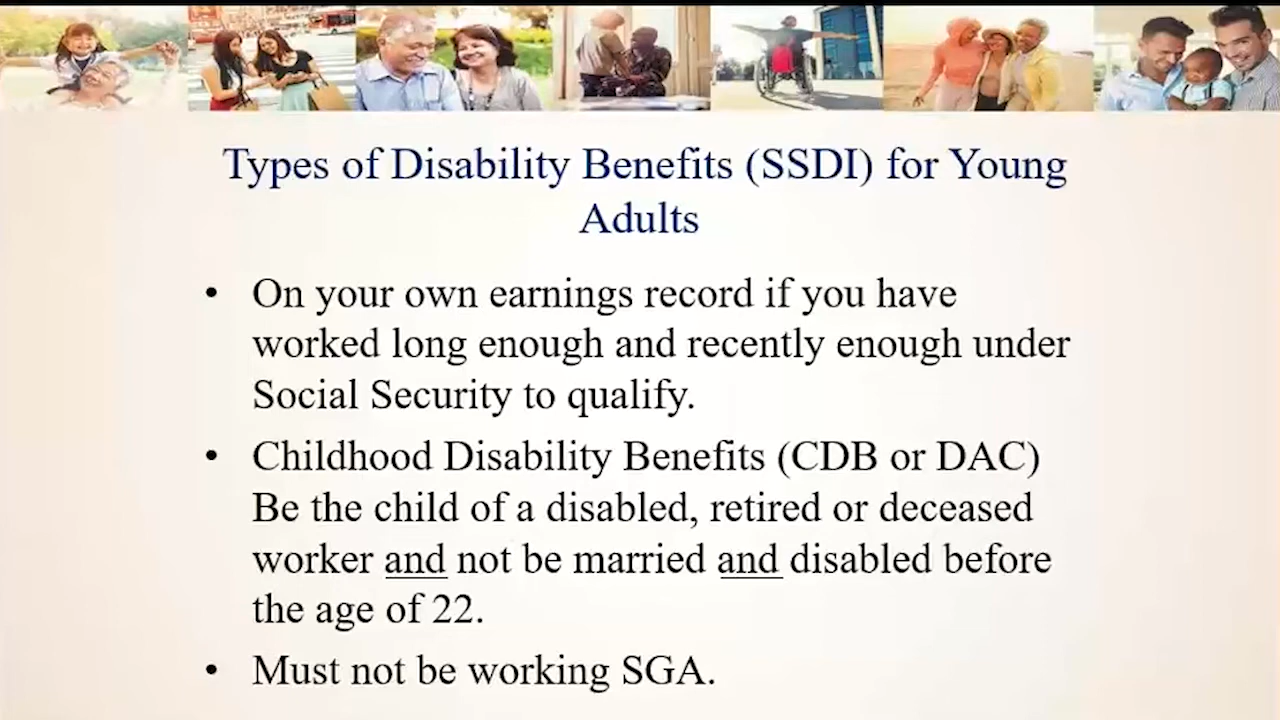 Types of Disability Benefits (SSDI) for Young
Adults
• On your own earnings record if you have
worked long enough and recently enough under
Social Security to qualify.
• Childhood Disability Benefits (CDB or DAC)
Be the child of a disabled, retired or deceased
worker and not be married and disabled before
the age of 22.
• Must not be working SGA.